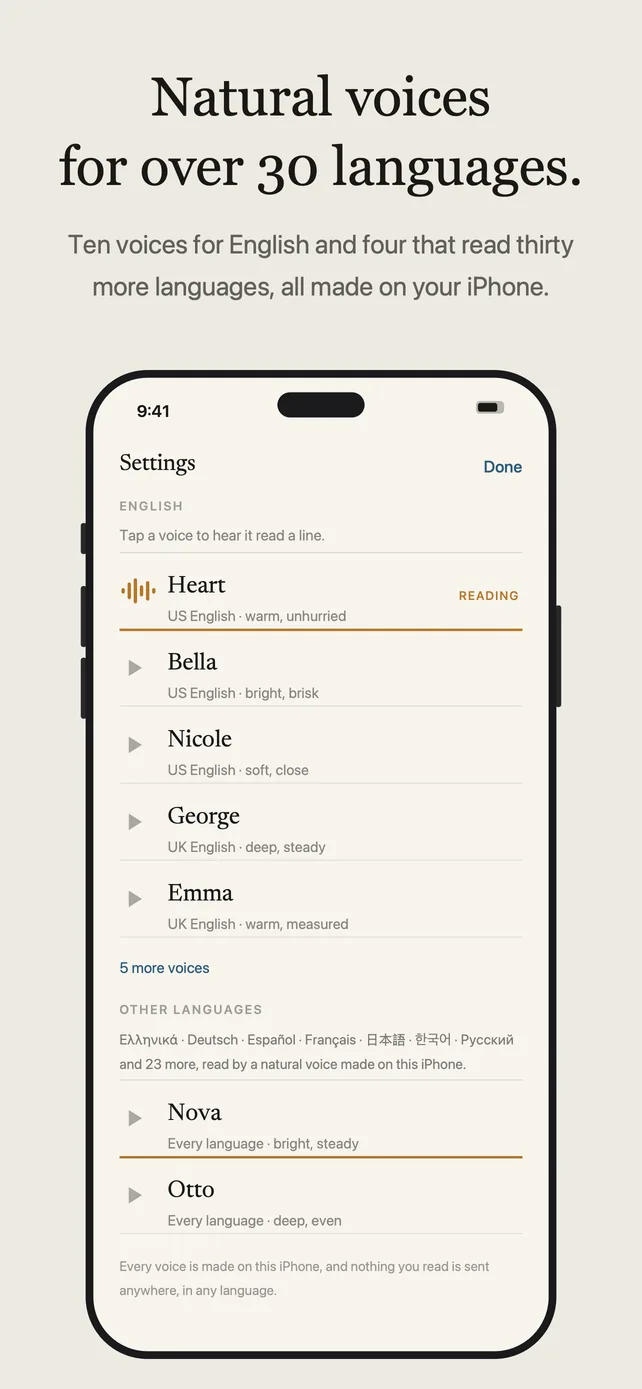 Natural voices
for over 30 languages.
Ten voices for English and four that read thirty
more languages, all made on your iPhone.
9:41
Settings
Done
ENGLISH
Tap a voice to hear it read a line.
Heart
READING
US English · warm, unhurried
Bella
US English · bright, brisk
Nicole
US English · soft, close
George
UK English · deep, steady
Emma
UK English · warm, measured
5 more voices
OTHER LANGUAGES
Ελληνικά · Deutsch · Español · Français · 日本語 · 한국어 · Русский
and 23 more, read by a natural voice made on this iPhone.
Nova
Every language · bright, steady
Otto
Every language · deep, even
Every voice is made on this iPhone, and nothing you read is sent
anywhere, in any language.